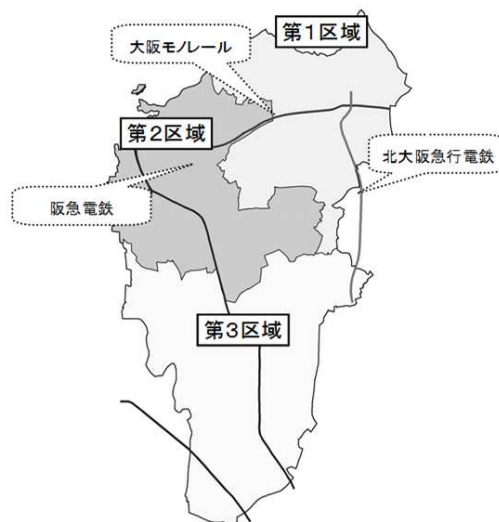 第1区域
大阪モノレール
第2区域
北大阪急行電鉄
阪急電鉄
第3区域